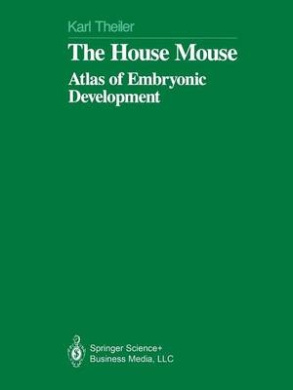 Karl Theiler
The House Mouse
Atlas of Embryonic
Development
Springer Science+
Business Media, LLC